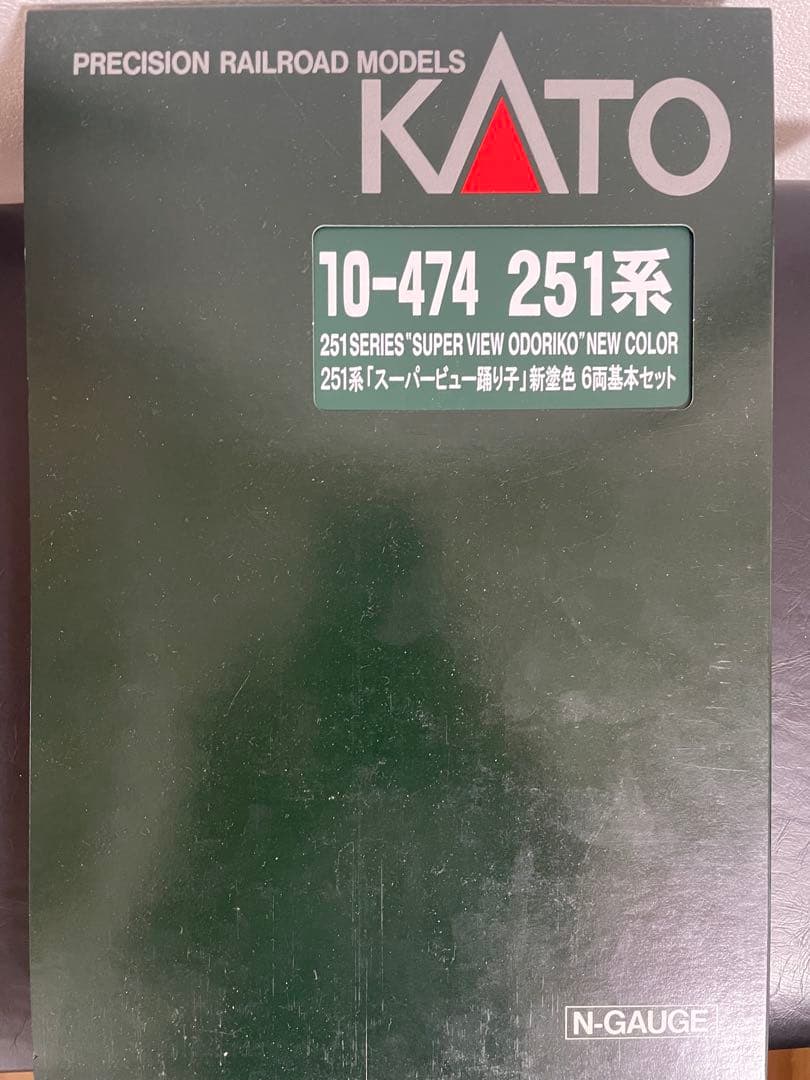 PRECISION RAILROAD MODELS
KATO
10-474 251系
251 SERIES "SUPER VIEW ODORIKO" NEW COLOR
251系「スーパービュー踊り子」新塗色 6両基本セット
N-GAUGE